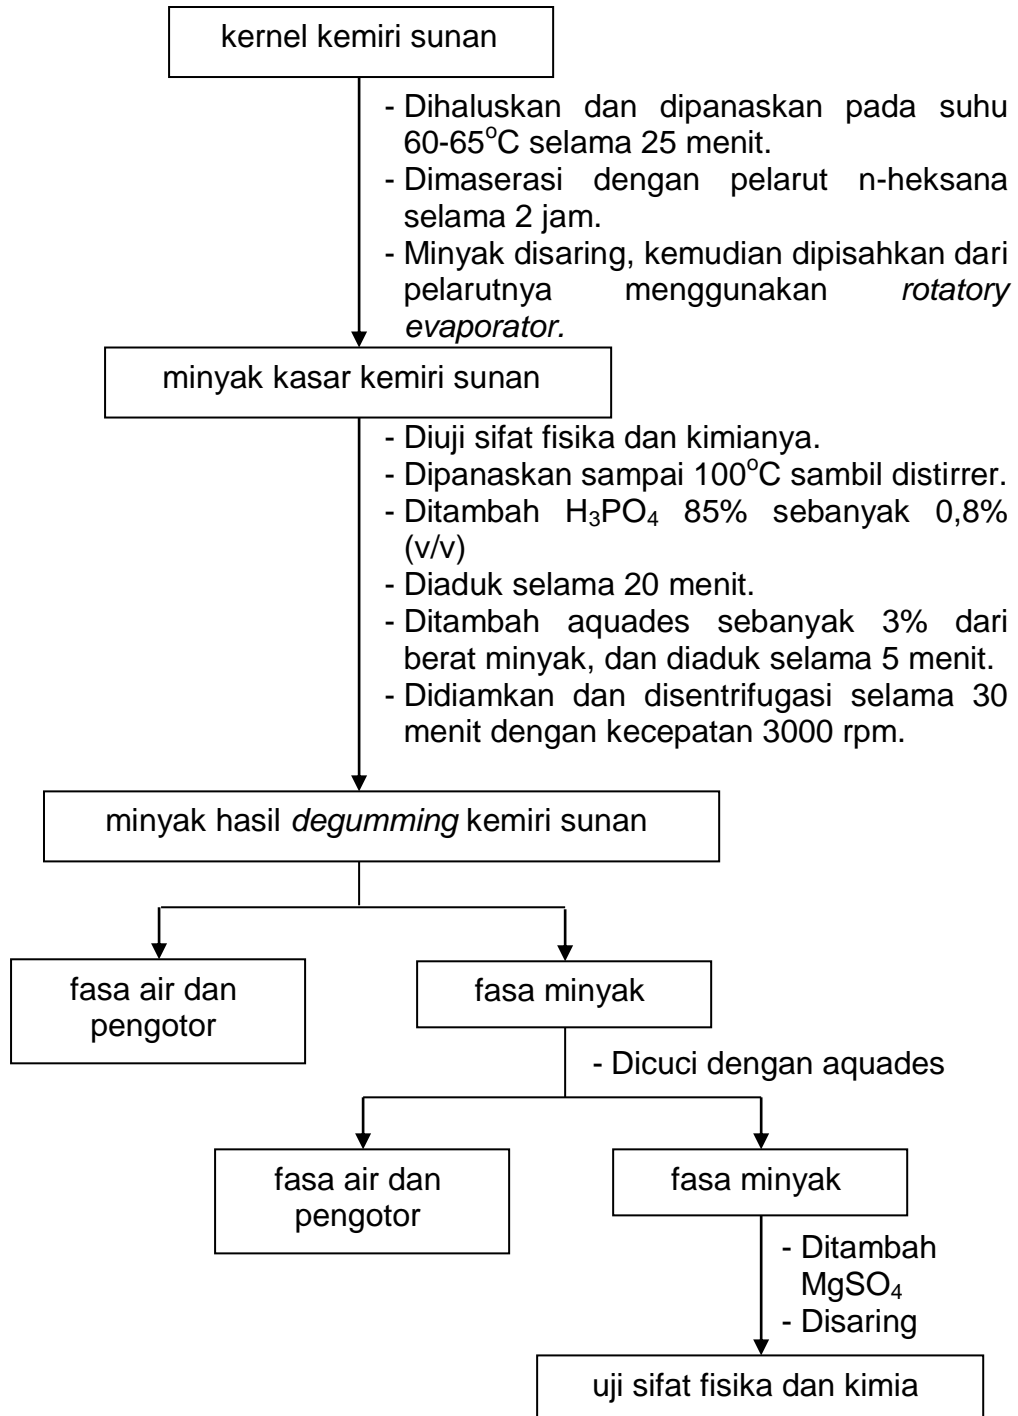 kernel kemiri sunan
- Dihaluskan dan dipanaskan pada suhu
60-65°C selama 25 menit.
- Dimaserasi dengan pelarut n-heksana
selama 2 jam.
- Minyak disaring, kemudian dipisahkan dari
pelarutnya menggunakan rotatory
evaporator.
minyak kasar kemiri sunan
- Diuji sifat fisika dan kimianya.
- Dipanaskan sampai 100°C sambil distirrer.
- Ditambah H₃PO₄ 85% sebanyak 0,8%
(v/v)
- Diaduk selama 20 menit.
- Ditambah aquades sebanyak 3% dari
berat minyak, dan diaduk selama 5 menit.
- Didiamkan dan disentrifugasi selama 30
menit dengan kecepatan 3000 rpm.
minyak hasil degumming kemiri sunan
fasa air dan
pengotor
fasa minyak
- Dicuci dengan aquades
fasa air dan
pengotor
fasa minyak
- Ditambah
MgSO₄
- Disaring
uji sifat fisika dan kimia